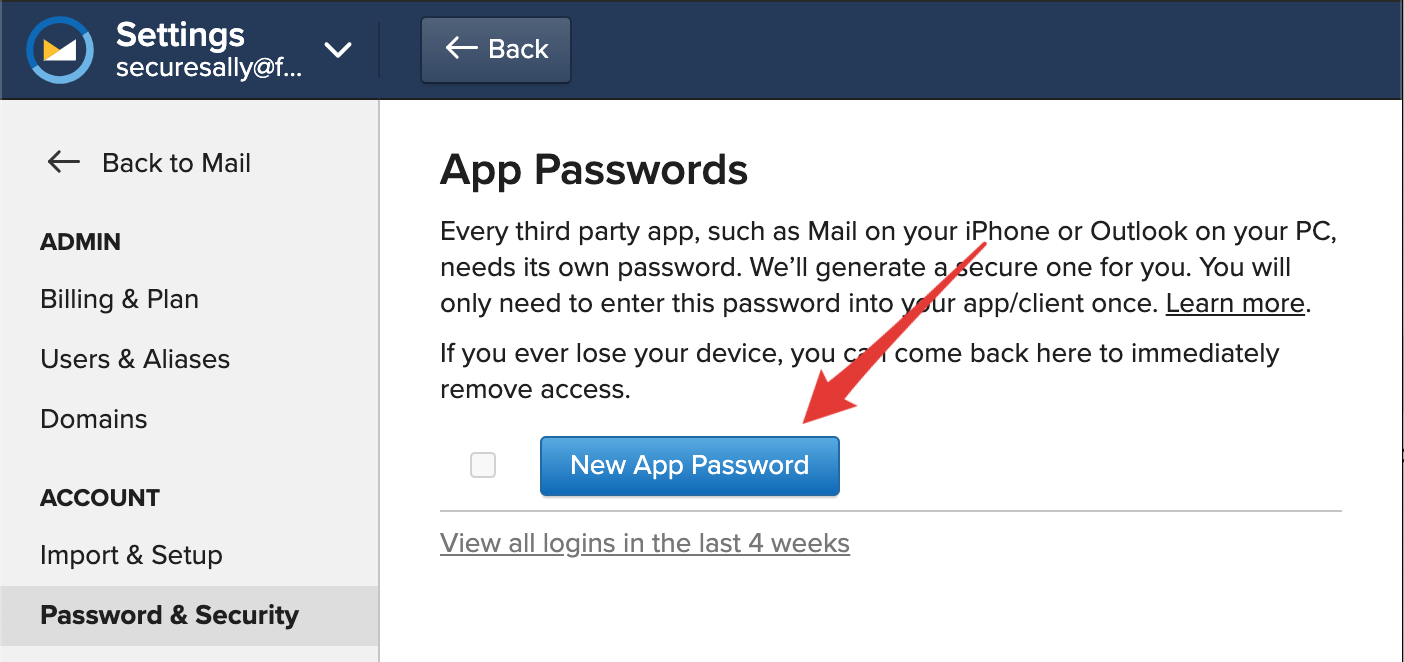 Settings
securesally@f...
← Back
← Back to Mail
ADMIN
Billing & Plan
Users & Aliases
Domains
ACCOUNT
Import & Setup
Password & Security
App Passwords
Every third party app, such as Mail on your iPhone or Outlook on your PC,
needs its own password. We’ll generate a secure one for you. You will
only need to enter this password into your app/client once. Learn more.
If you ever lose your device, you can come back here to immediately
remove access.
New App Password
View all logins in the last 4 weeks